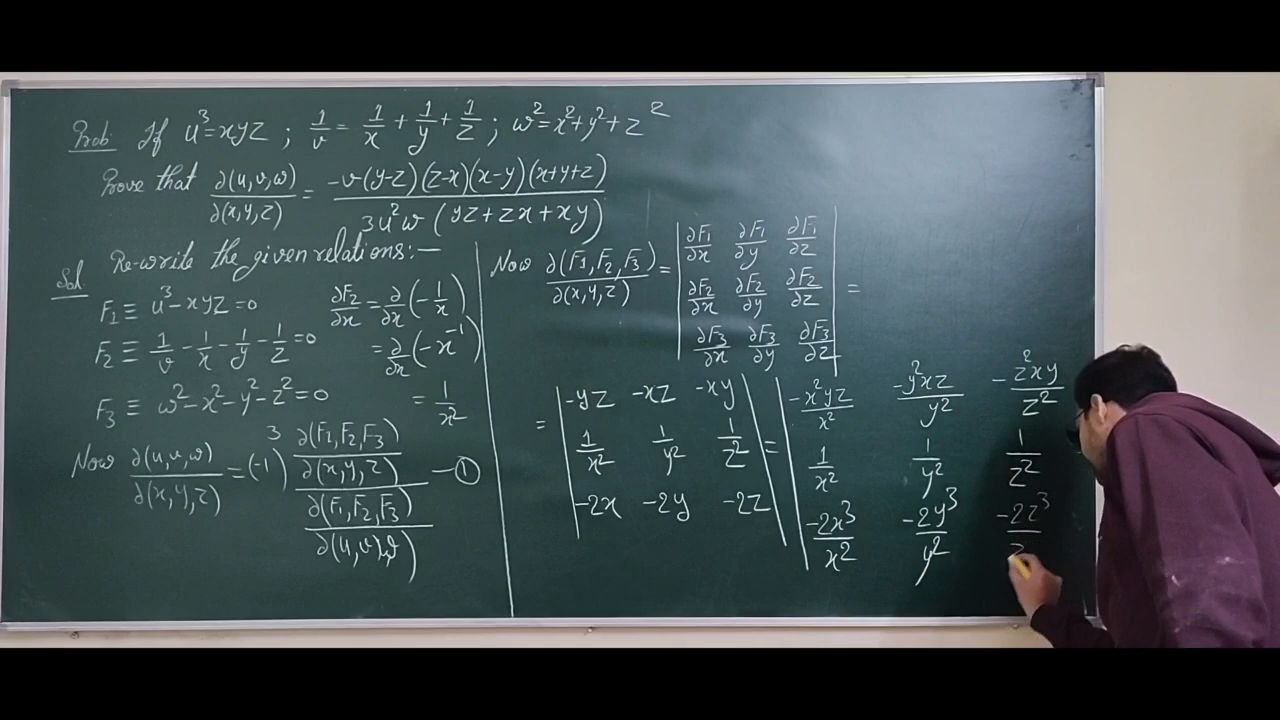 Prob: If u³=xyz ; 1/v = 1/x + 1/y + 1/z ; w²=x²+y²+z²
Prove that ∂(u,v,w)/∂(x,y,z) = -v(y-z)(z-x)(x-y)(x+y+z) / 3u²w (yz+zx+xy)
Sol. Re-write the given relations:—
F₁ ≡ u³-xyz=0
F₂ ≡ 1/v - 1/x - 1/y - 1/z =0
F₃ ≡ w²-x²-y²-z²=0
∂F₂/∂x = ∂/∂x (-1/x)
= ∂/∂x (-x⁻¹)
= 1/x²
Now ∂(u,v,w)/∂(x,y,z) = (-1)³ ∂(F₁,F₂,F₃)/∂(x,y,z) / ∂(F₁,F₂,F₃)/∂(u,v,w) —①
Now ∂(F₁,F₂,F₃)/∂(x,y,z) = | ∂F₁/∂x ∂F₁/∂y ∂F₁/∂z
∂F₂/∂x ∂F₂/∂y ∂F₂/∂z
∂F₃/∂x ∂F₃/∂y ∂F₃/∂z | =
= | -yz -xz -xy
1/x² 1/y² 1/z²
-2x -2y -2z |
= | -x²yz/x² -y²xz/y² -z²xy/z²
1/x² 1/y² 1/z²
-2x³/x² -2y³/y² -2z³/